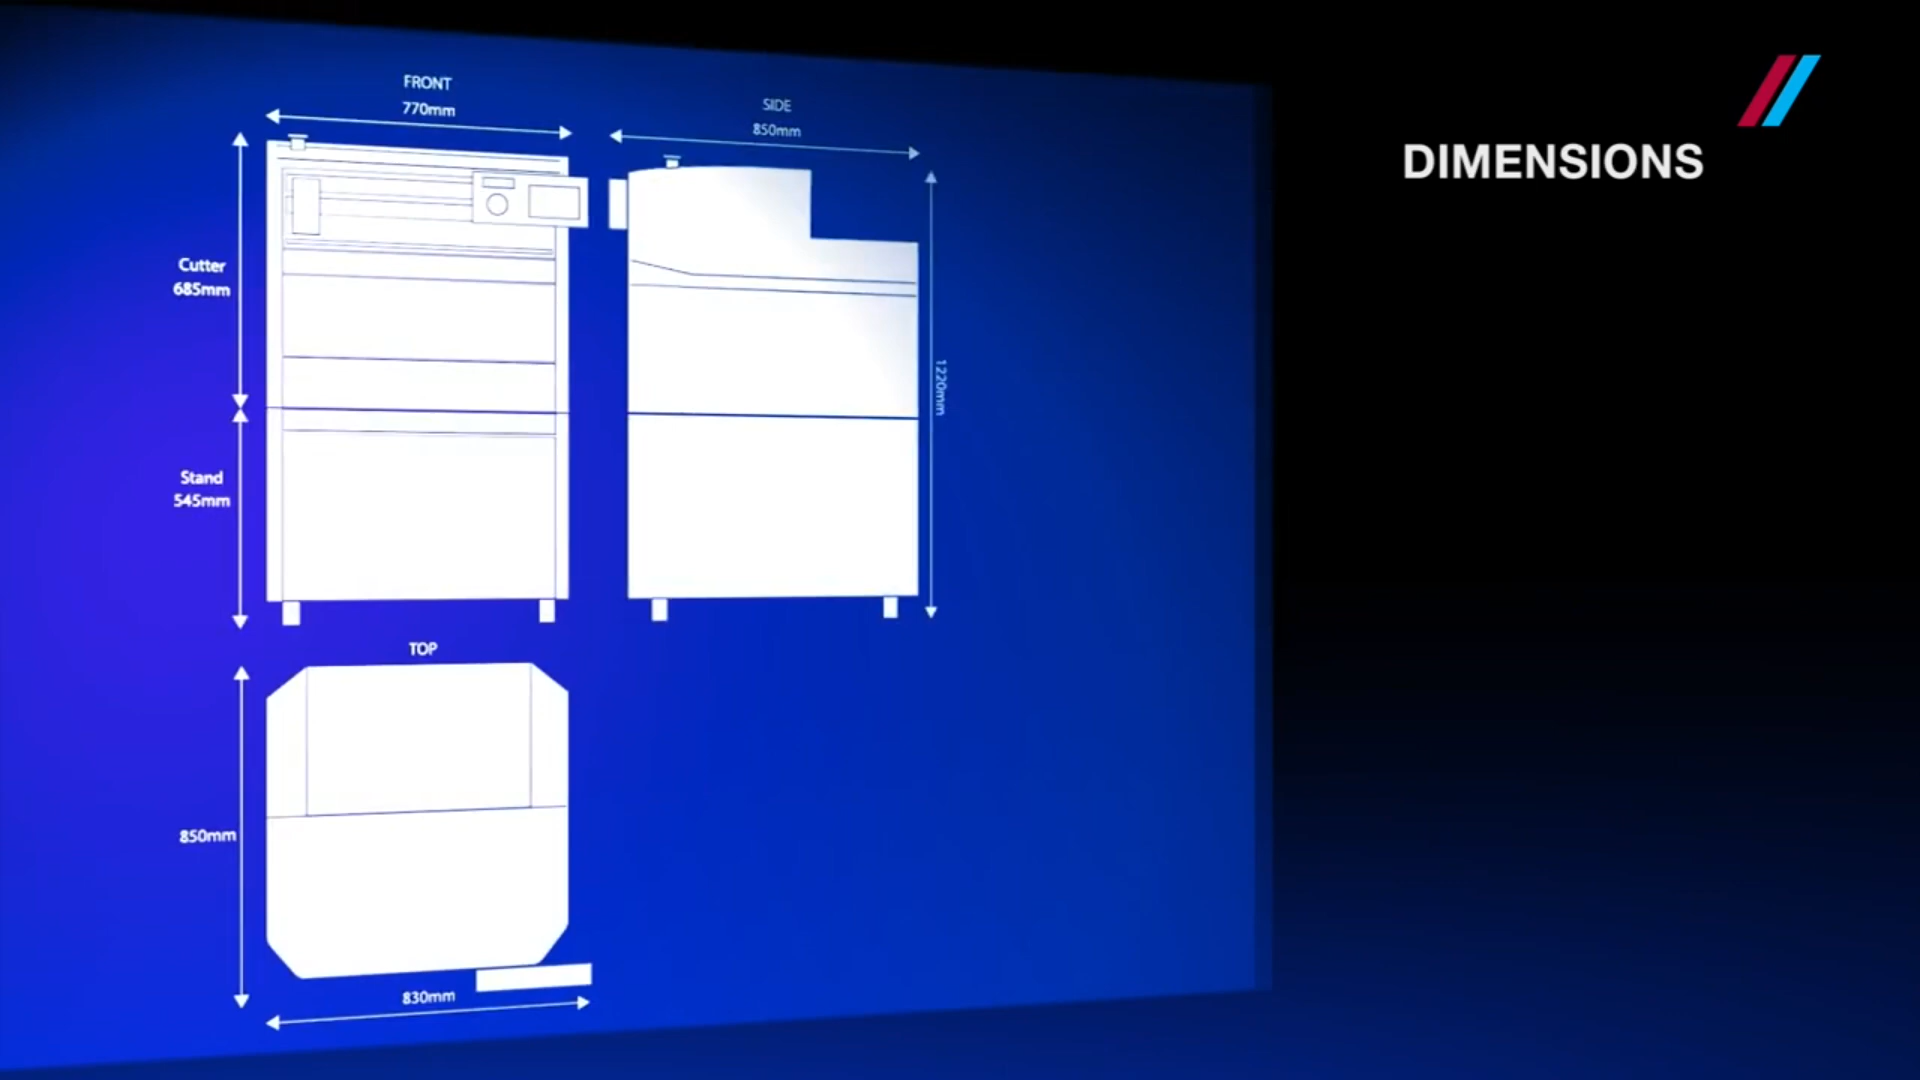 DIMENSIONS
FRONT
770mm
SIDE
850mm
Cutter
685mm
1220mm
Stand
545mm
TOP
850mm
830mm